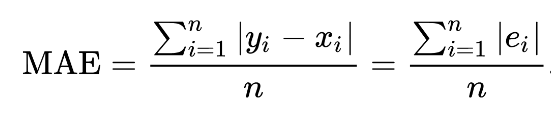 MAE = \frac{\sum_{i=1}^{n} |y_i - x_i|}{n} = \frac{\sum_{i=1}^{n} |e_i|}{n}.